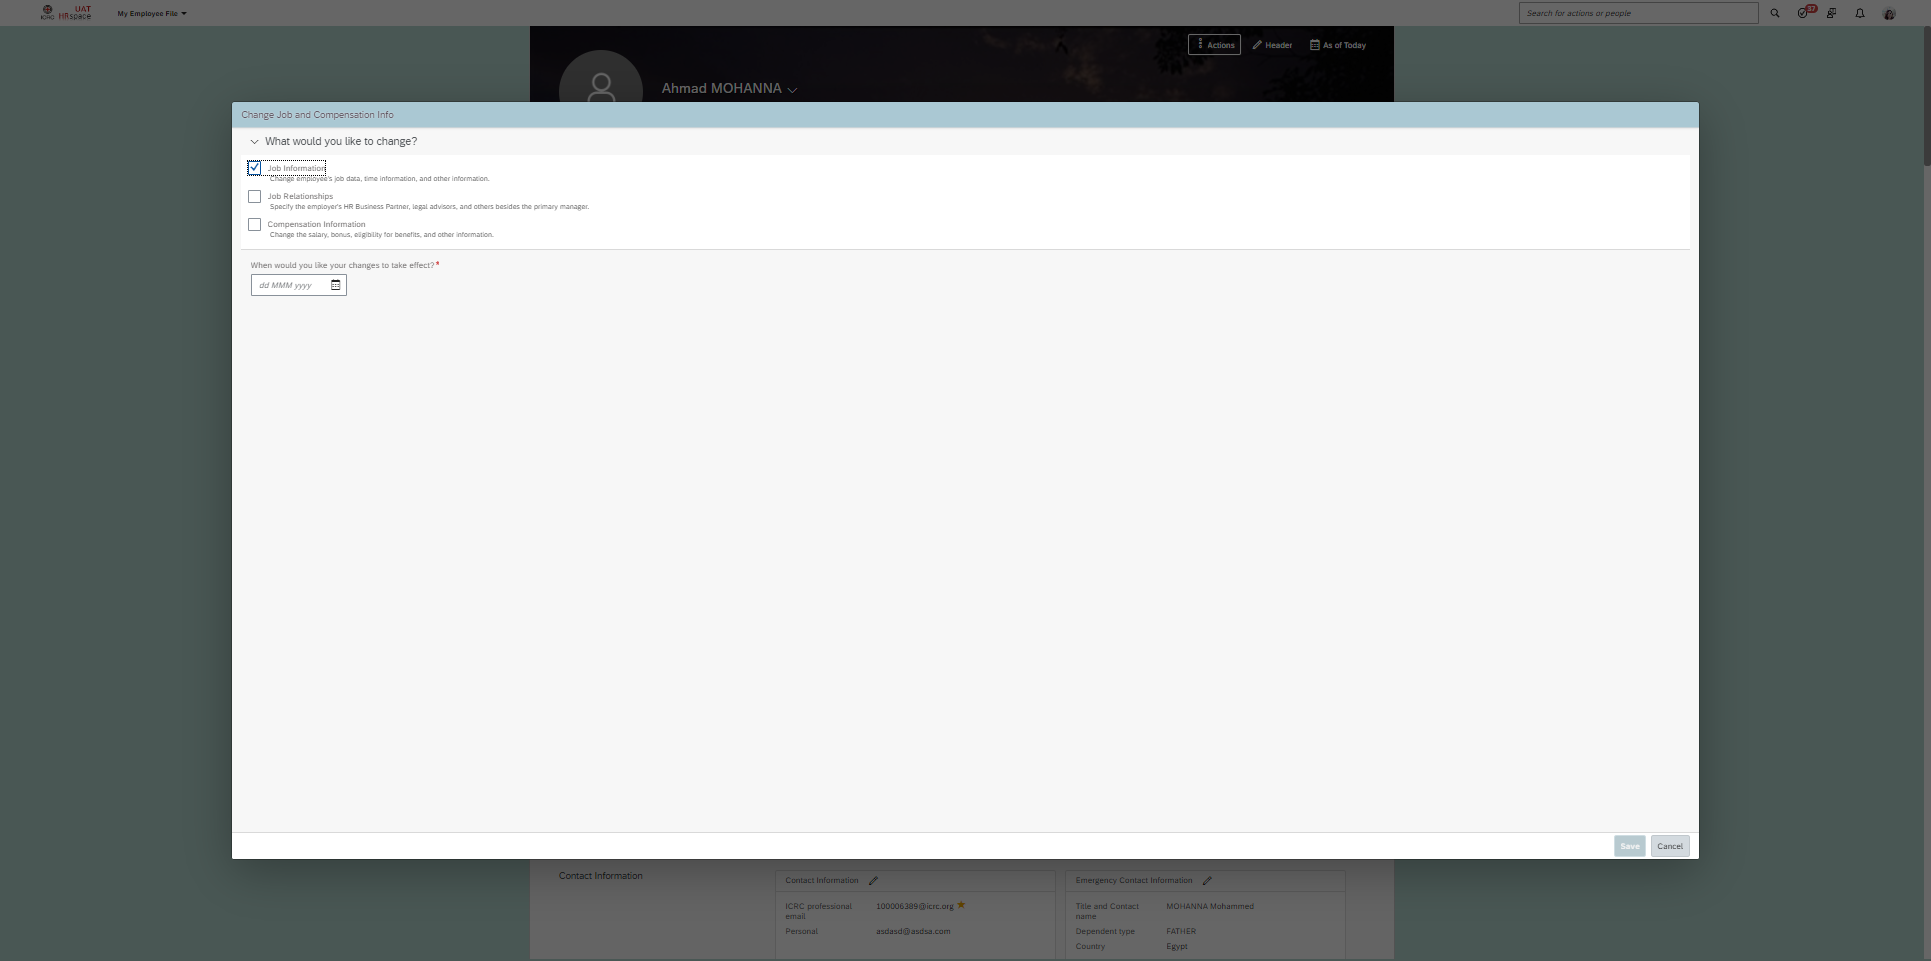 UAT
ICRC HRspace
My Employee File
Search for actions or people
37
Actions
Header
As of Today
Ahmad MOHANNA
Change Job and Compensation Info
What would you like to change?
Job Information
Change employee's job data, time information, and other information.
Job Relationships
Specify the employer's HR Business Partner, legal advisors, and others besides the primary manager.
Compensation Information
Change the salary, bonus, eligibility for benefits, and other information.
When would you like your changes to take effect?*
dd MMM yyyy
Save
Cancel
Contact Information
Contact Information
ICRC professional
email
100006389@icrc.org
Personal
asdasd@asdsa.com
Emergency Contact Information
Title and Contact
name
MOHANNA Mohammed
Dependent type
FATHER
Country
Egypt